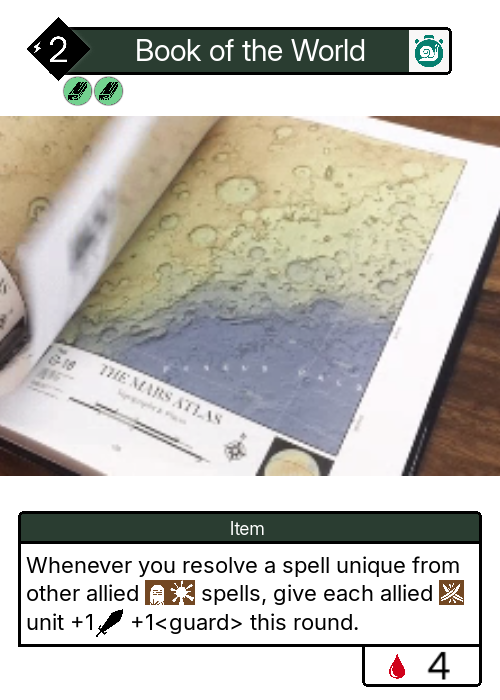 2
Book of the World
THE MARS ATLAS
Item
Whenever you resolve a spell unique from
other allied spells, give each allied
unit +1 +1<guard> this round.
4